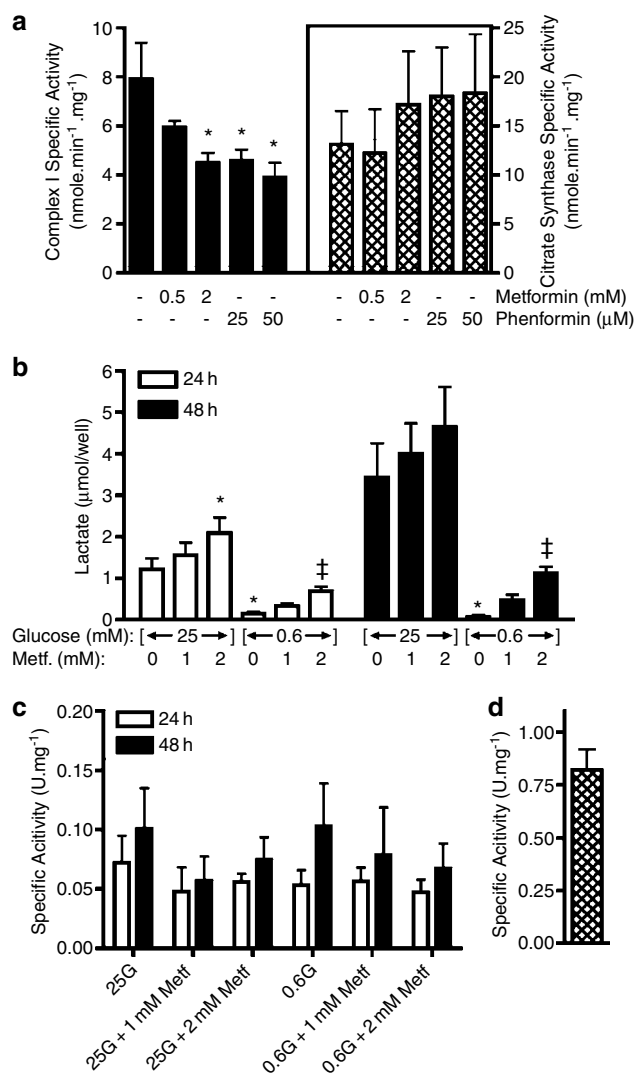 a
Complex I Specific Activity
(nmole.min-1 .mg-1)
10
8
6
4
2
0
*
*
*
25
20
15
10
5
0
Citrate Synthase Specific Activity
(nmole.min-1 .mg-1)
- 0.5 2 - - - 0.5 2 - - Metformin (mM)
- - - 25 50 - - - 25 50 Phenformin (μM)
b
Lactate (μmol/well)
6
5
4
3
2
1
0
24 h
48 h
*
*
‡
*
‡
Glucose (mM): [ 25 ] [ 0.6 ] [ 25 ] [ 0.6 ]
Metf. (mM): 0 1 2 0 1 2 0 1 2 0 1 2
c
Specific Acitivity (U.mg-1)
0.20
0.15
0.10
0.05
0.00
24 h
48 h
25G
25G + 1 mM Metf
25G + 2 mM Metf
0.6G
0.6G + 1 mM Metf
0.6G + 2 mM Metf
d
Specific Acitivity (U.mg-1)
1.00
0.75
0.50
0.25
0.00